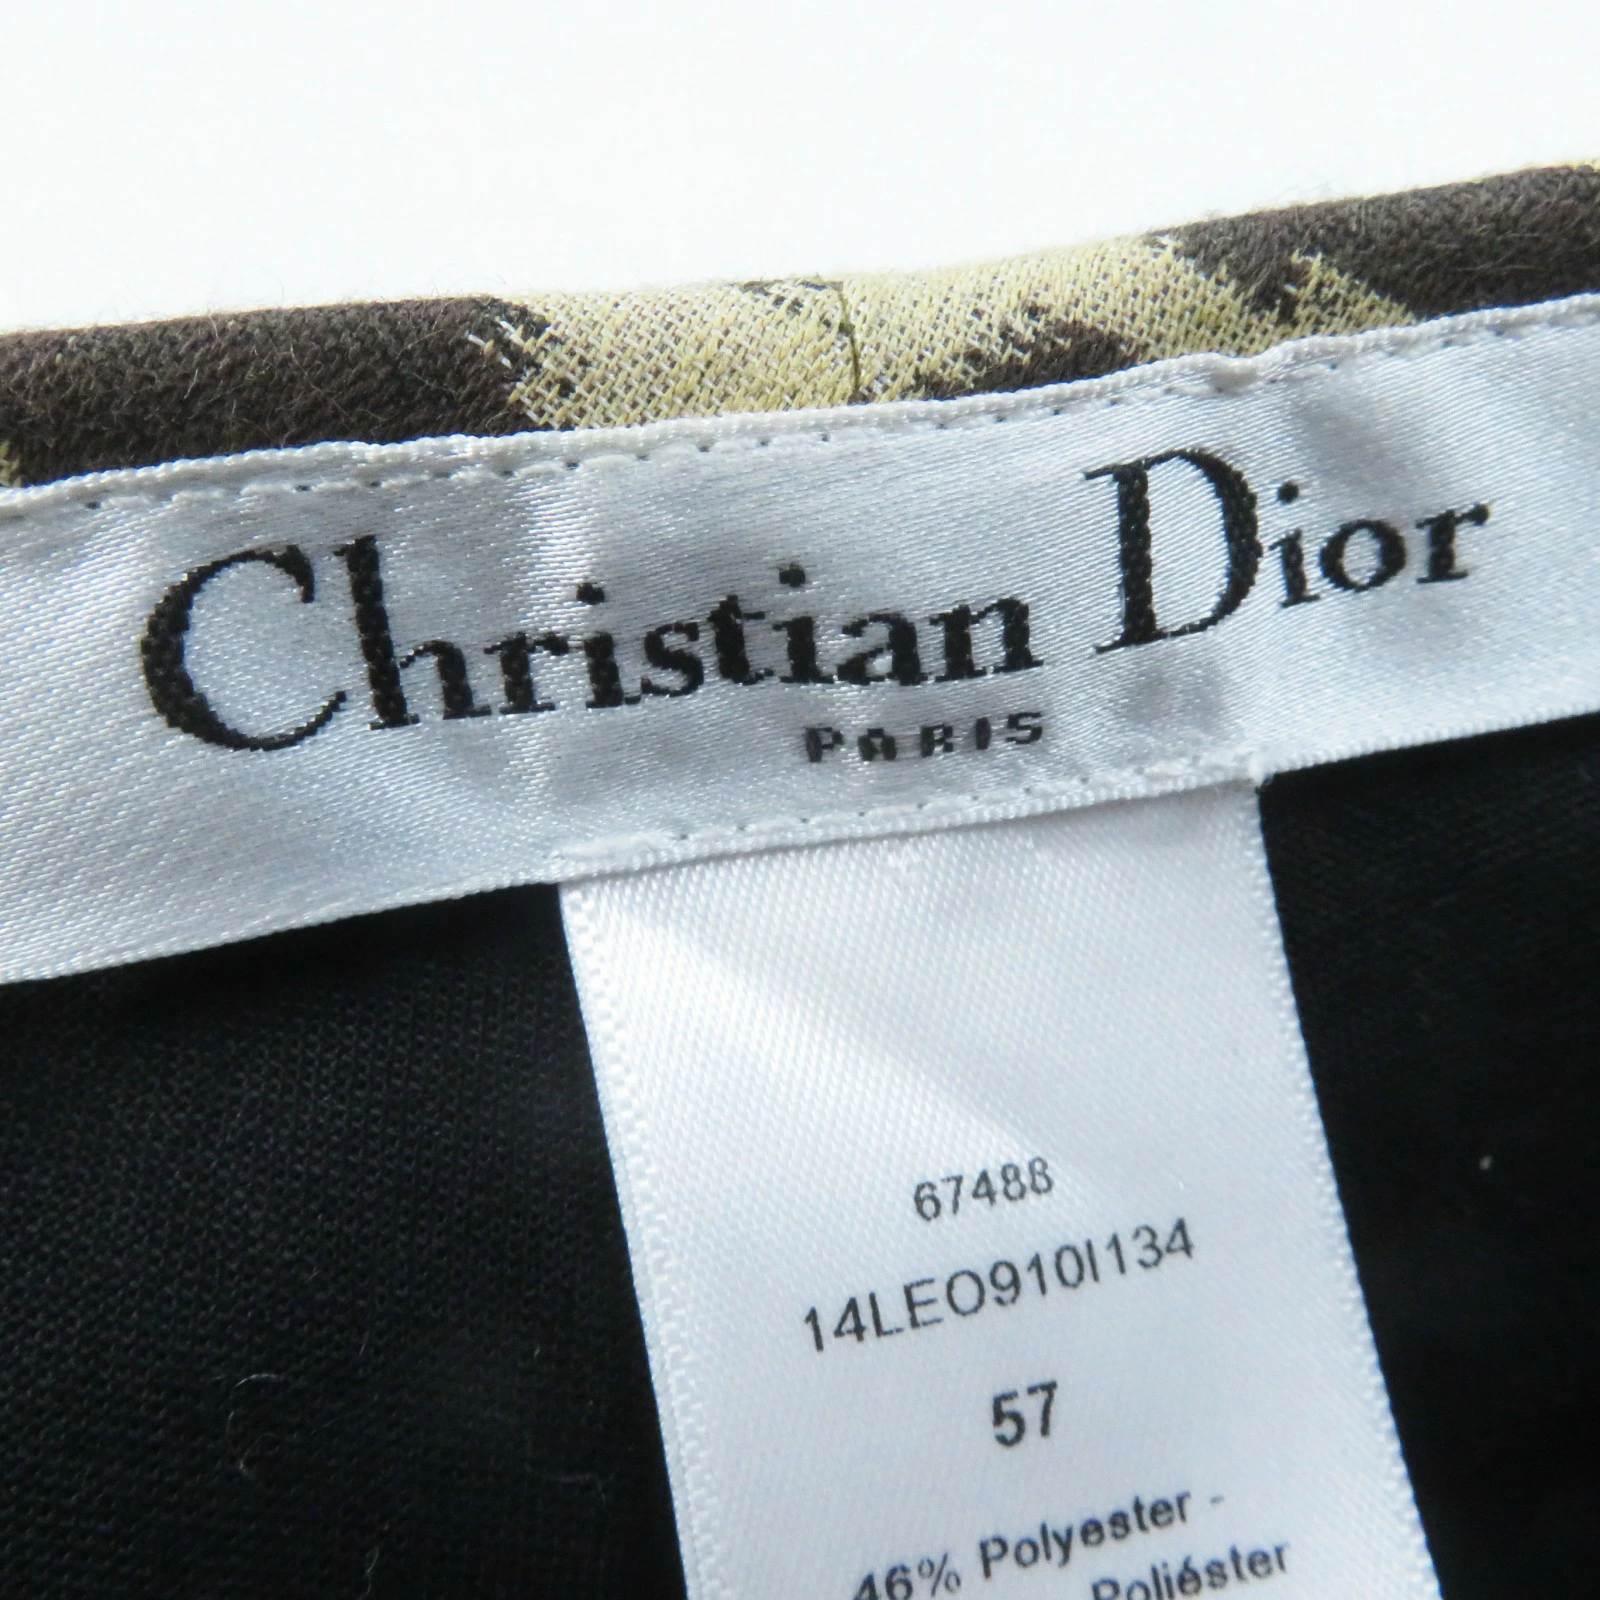 Christian Dior
PARIS
67488
14LEO910I134
57
46% Polyester -
Poliéster